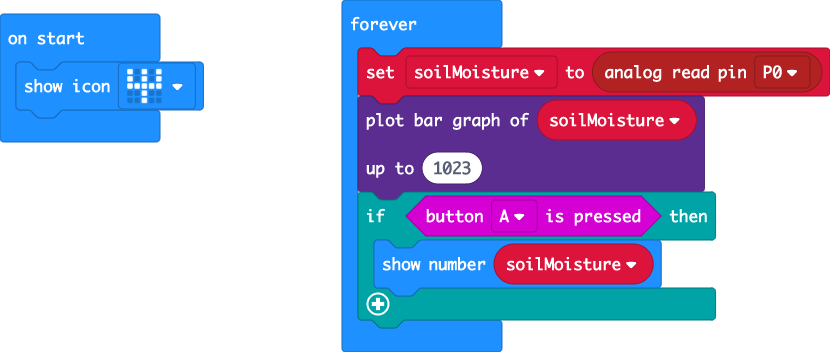 on start
show icon
forever
set soilMoisture to analog read pin P0
plot bar graph of soilMoisture
up to 1023
if button A is pressed then
show number soilMoisture